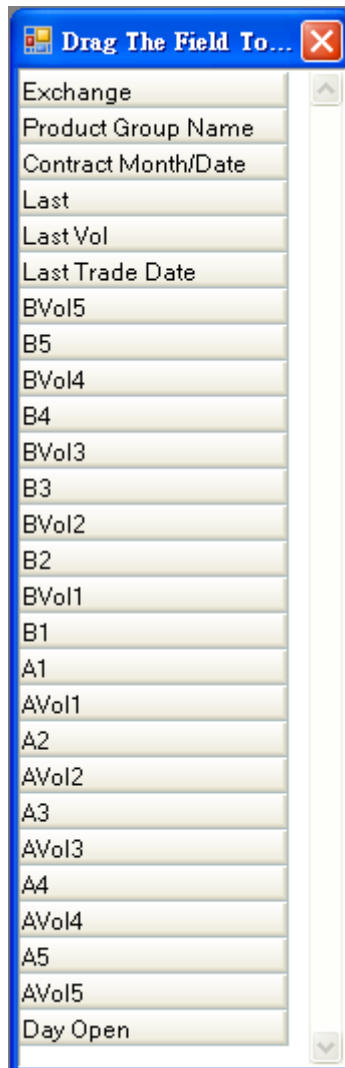 Drag The Field To...
Exchange
Product Group Name
Contract Month/Date
Last
Last Vol
Last Trade Date
BVol5
B5
BVol4
B4
BVol3
B3
BVol2
B2
BVol1
B1
A1
AVol1
A2
AVol2
A3
AVol3
A4
AVol4
A5
AVol5
Day Open